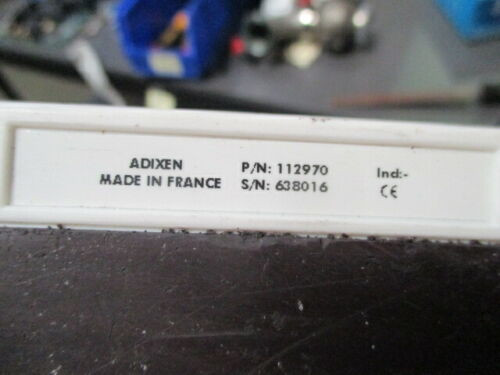 ADIXEN P/N: 112970 Ind:-
MADE IN FRANCE S/N: 638016 CE